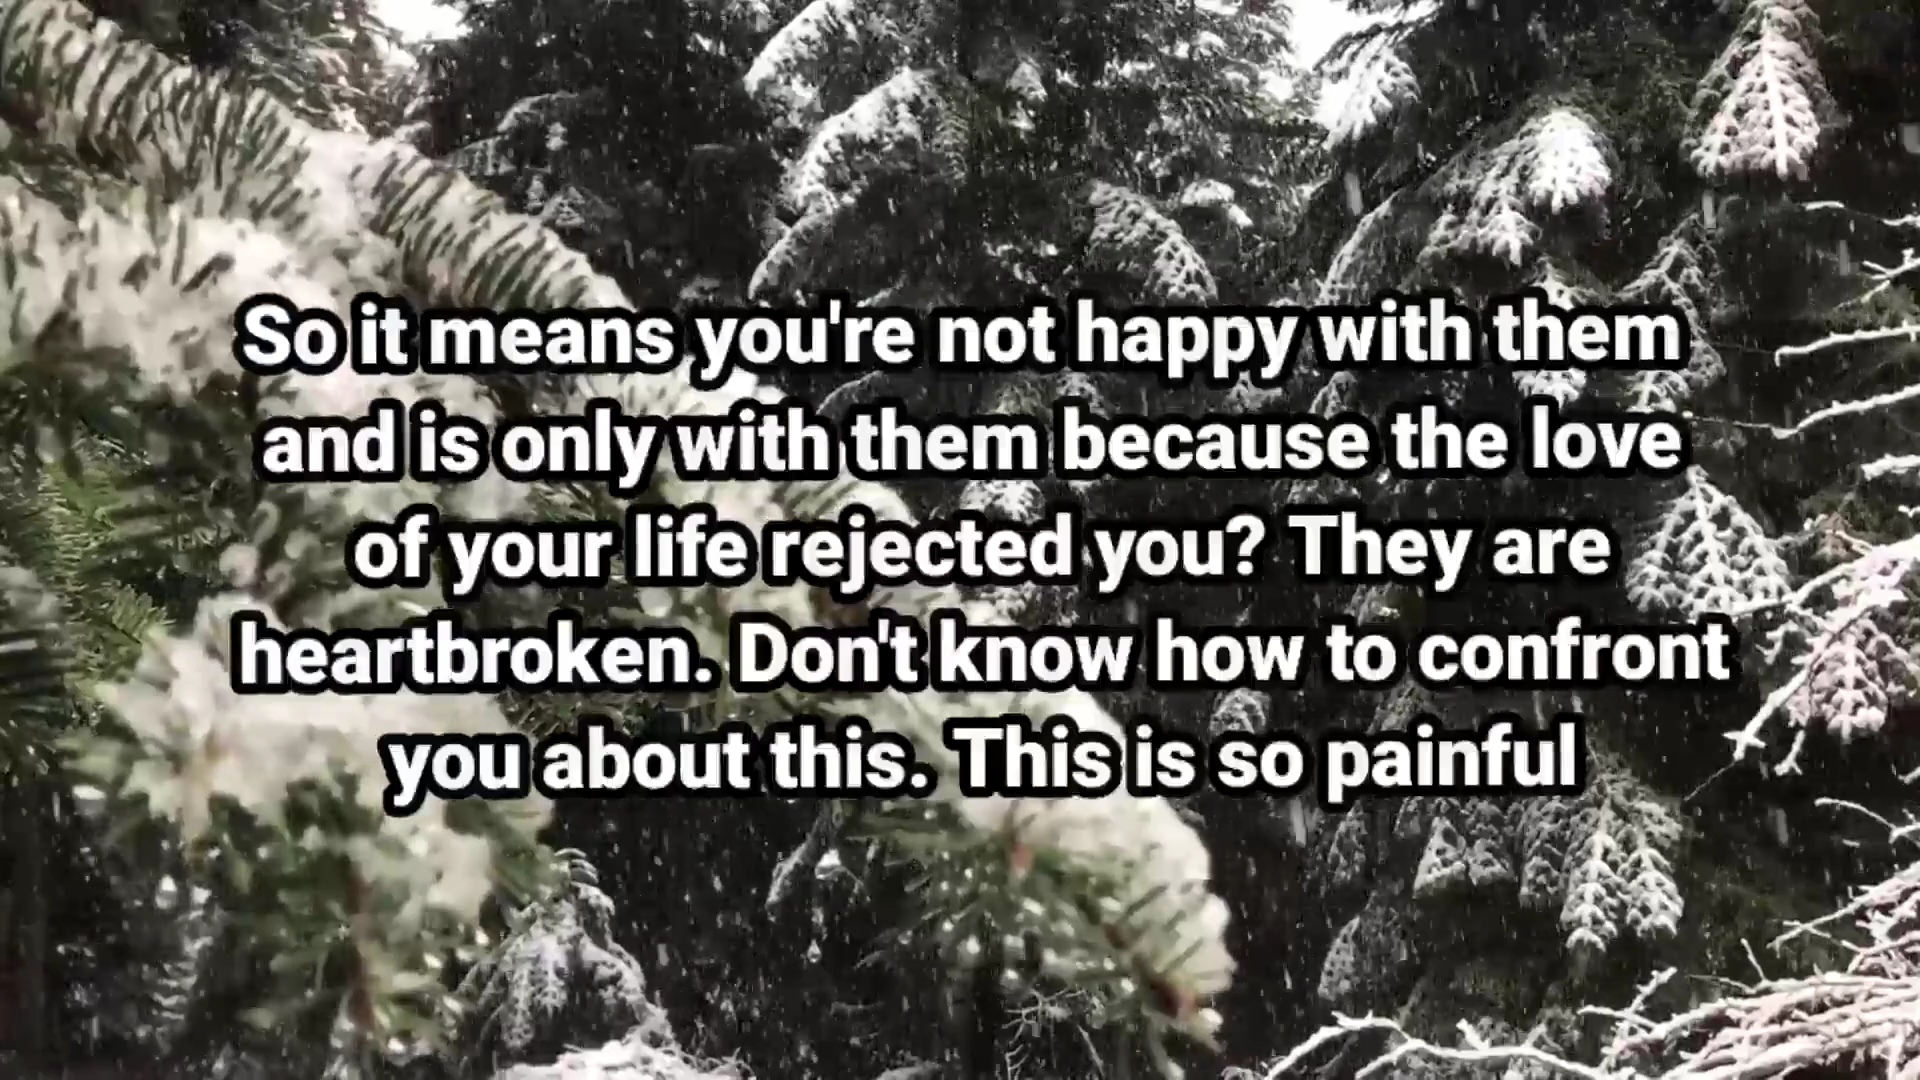 So it means you're not happy with them
and is only with them because the love
of your life rejected you? They are
heartbroken. Don't know how to confront
you about this. This is so painful